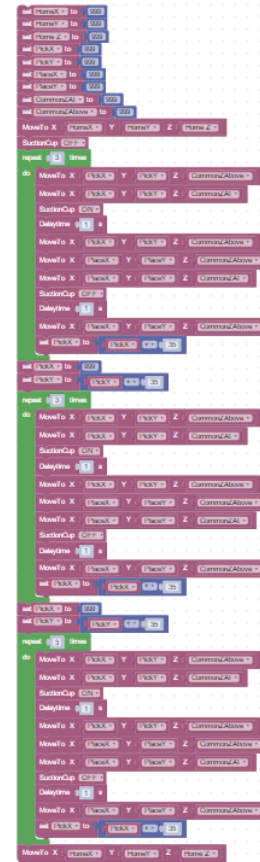 set HomeX to 999
set HomeY to 999
set Home Z to 999
set PickX to 999
set PickY to 999
set PlaceX to 999
set PlaceY to 999
set CommonZAt to 999
set CommonZAbove to 999
MoveTo X HomeX Y HomeY Z Home Z
SuctionCup OFF
repeat 3 times
do MoveTo X PickX Y PickY Z CommonZAbove
MoveTo X PickX Y PickY Z CommonZAt
SuctionCup ON
Delaytime 1 s
MoveTo X PickX Y PickY Z CommonZAbove
MoveTo X PlaceX Y PlaceY Z CommonZAbove
MoveTo X PlaceX Y PlaceY Z CommonZAt
SuctionCup OFF
Delaytime 1 s
MoveTo X PlaceX Y PlaceY Z CommonZAbove
set PickX to PickX 35
set PickX to 999
set PickY to PickY 35
repeat 3 times
do MoveTo X PickX Y PickY Z CommonZAbove
MoveTo X PickX Y PickY Z CommonZAt
SuctionCup ON
Delaytime 1 s
MoveTo X PickX Y PickY Z CommonZAbove
MoveTo X PlaceX Y PlaceY Z CommonZAbove
MoveTo X PlaceX Y PlaceY Z CommonZAt
SuctionCup OFF
Delaytime 1 s
MoveTo X PlaceX Y PlaceY Z CommonZAbove
set PickX to PickX 35
set PickX to 999
set PickY to PickY 35
repeat 3 times
do MoveTo X PickX Y PickY Z CommonZAbove
MoveTo X PickX Y PickY Z CommonZAt
SuctionCup ON
Delaytime 1 s
MoveTo X PickX Y PickY Z CommonZAbove
MoveTo X PlaceX Y PlaceY Z CommonZAbove
MoveTo X PlaceX Y PlaceY Z CommonZAt
SuctionCup OFF
Delaytime 1 s
MoveTo X PlaceX Y PlaceY Z CommonZAbove
set PickX to PickX 35
MoveTo X HomeX Y HomeY Z Home Z